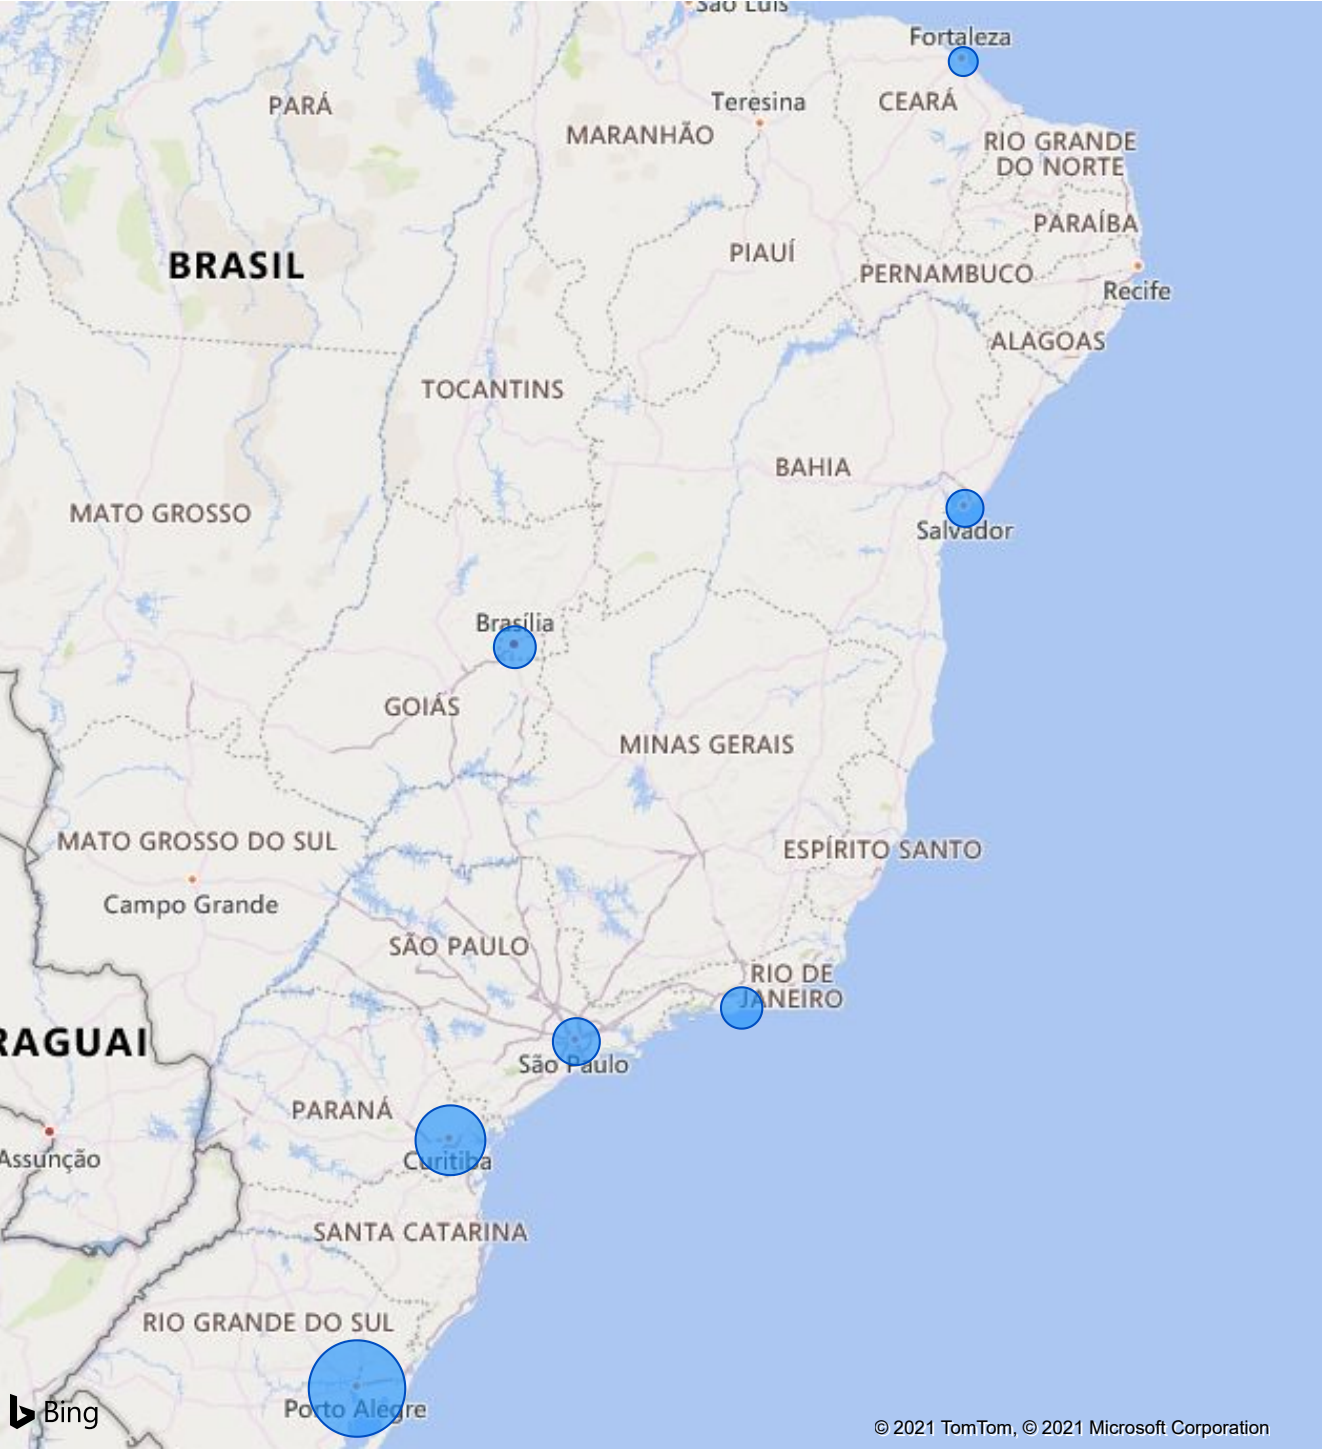 São Luís
Fortaleza
PARÁ
Teresina
CEARÁ
MARANHÃO
RIO GRANDE
DO NORTE
PARAÍBA
PIAUÍ
BRASIL
PERNAMBUCO
Recife
ALAGOAS
TOCANTINS
BAHIA
MATO GROSSO
Salvador
Brasília
GOIÁS
MINAS GERAIS
MATO GROSSO DO SUL
ESPÍRITO SANTO
Campo Grande
SÃO PAULO
RIO DE
JANEIRO
RAGUAI
São Paulo
PARANÁ
Assunção
Curitiba
SANTA CATARINA
RIO GRANDE DO SUL
Porto Alegre
Bing
© 2021 TomTom, © 2021 Microsoft Corporation